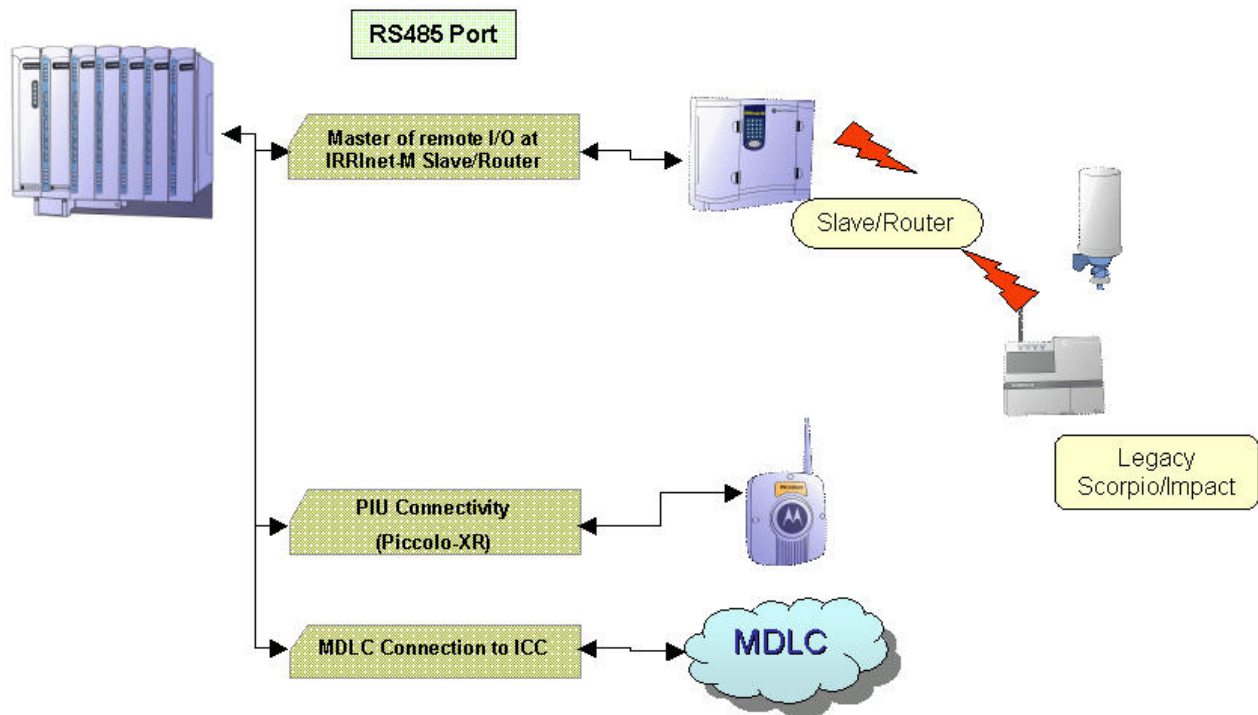 RS485 Port
Master of remote I/O at
IRRInet-M Slave/Router
Slave/Router
Legacy
Scorpio/Impact
PIU Connectivity
(Piccolo-XR)
MDLC Connection to ICC
MDLC